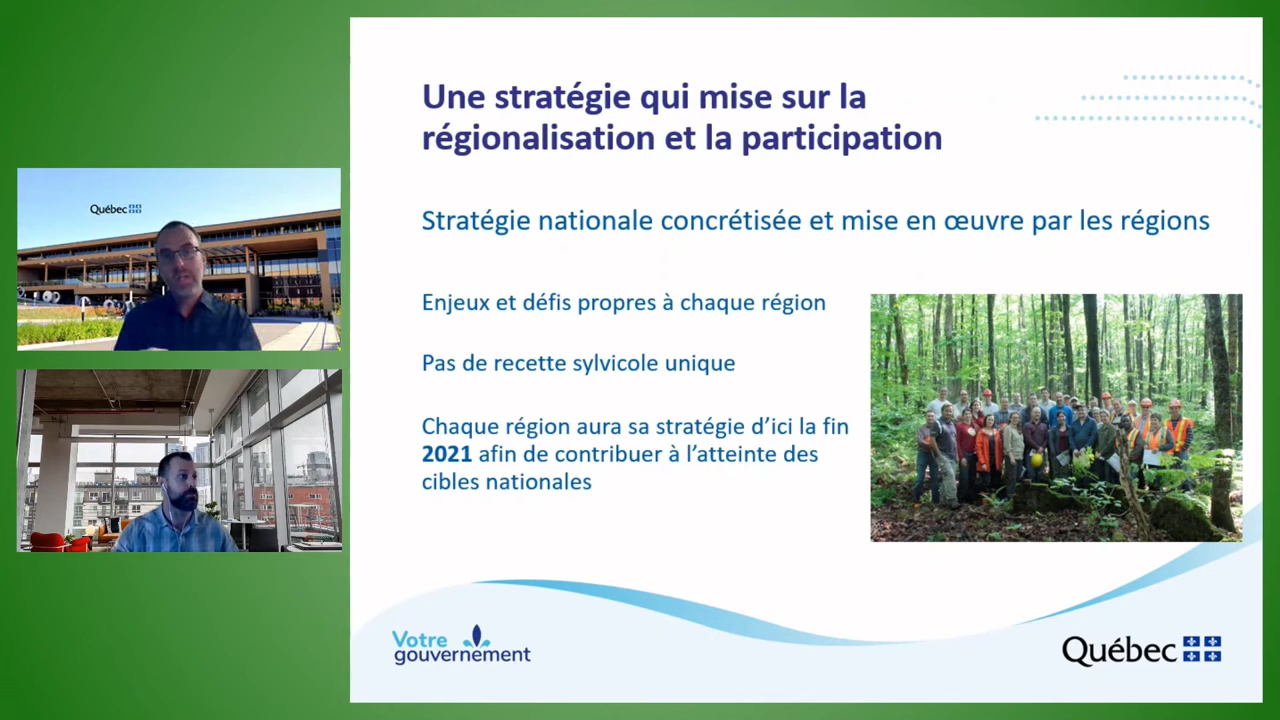 Une stratégie qui mise sur la
régionalisation et la participation
Stratégie nationale concrétisée et mise en œuvre par les régions
Enjeux et défis propres à chaque région
Pas de recette sylvicole unique
Chaque région aura sa stratégie d’ici la fin
2021 afin de contribuer à l’atteinte des
cibles nationales
Votre
gouvernement
Québec
Québec